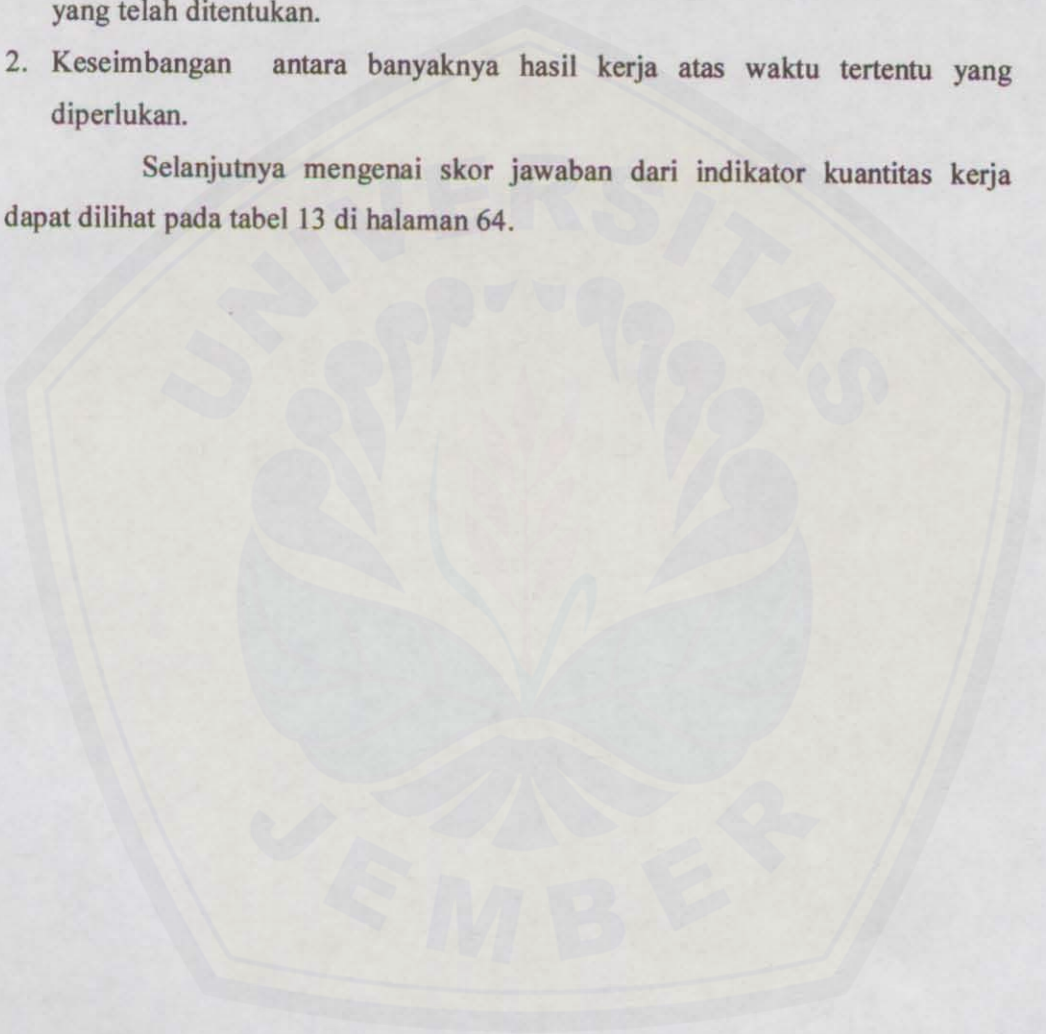 yang telah ditentukan.
2. Keseimbangan antara banyaknya hasil kerja atas waktu tertentu yang
diperlukan.
Selanjutnya mengenai skor jawaban dari indikator kuantitas kerja
dapat dilihat pada tabel 13 di halaman 64.
UNIVERSITAS
JEMBER